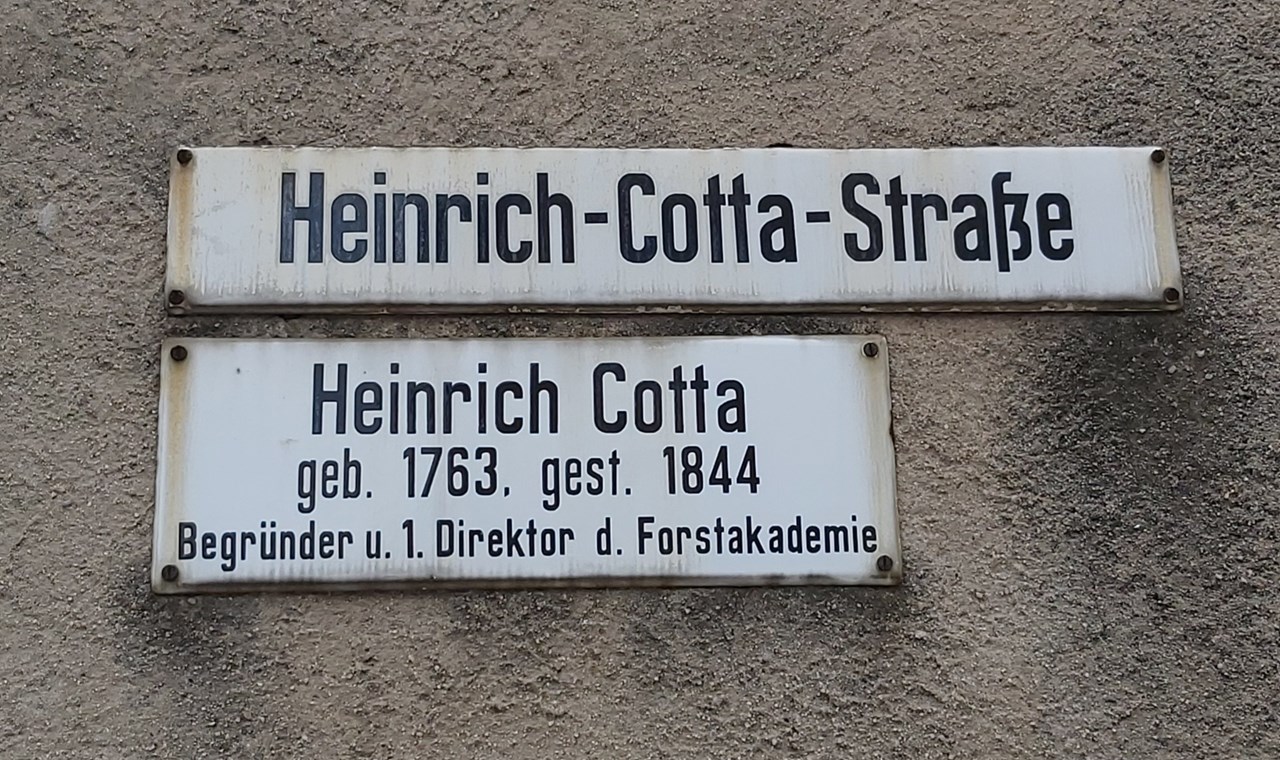 Heinrich-Cotta-Straße
Heinrich Cotta
geb. 1763, gest. 1844
Begründer u. 1. Direktor d. Forstakademie